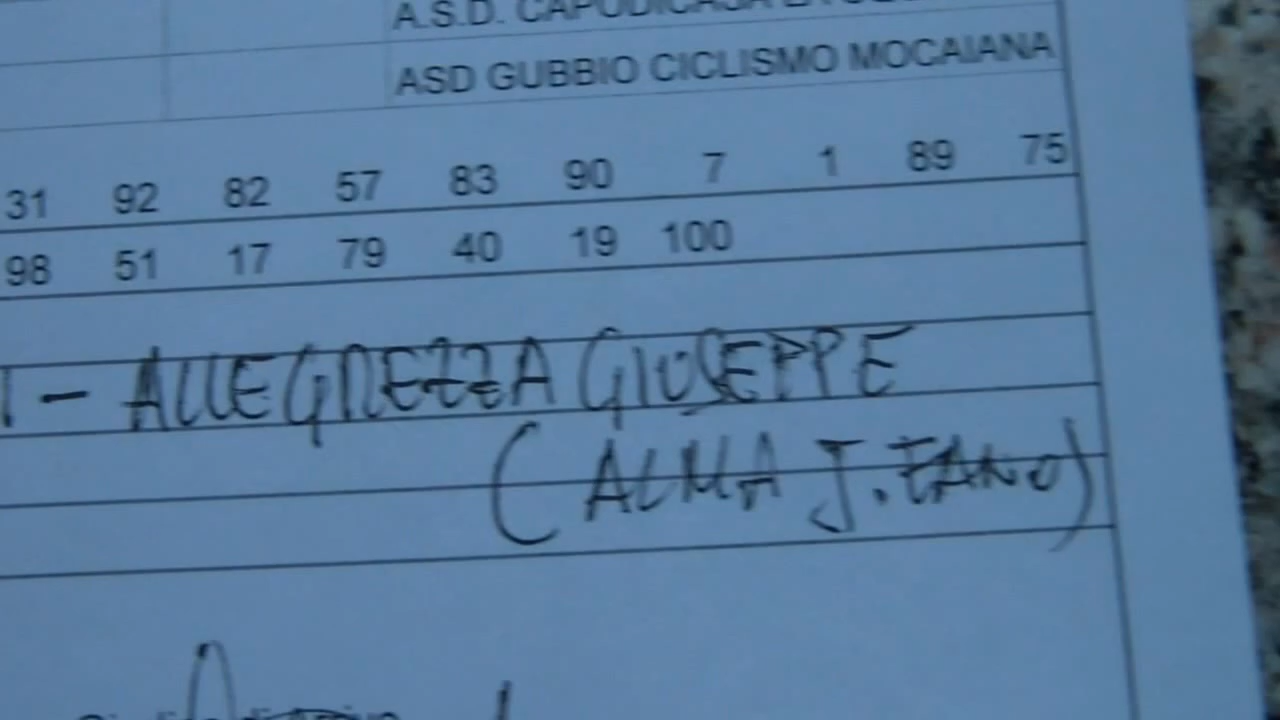 A.S.D. CAPODICASA
ASD GUBBIO CICLISMO MOCAIANA
31 92 82 57 83 90 7 1 89 75
98 51 17 79 40 19 100
- ALLEGREZZA GIUSEPPE
(ALMA J. FANO)